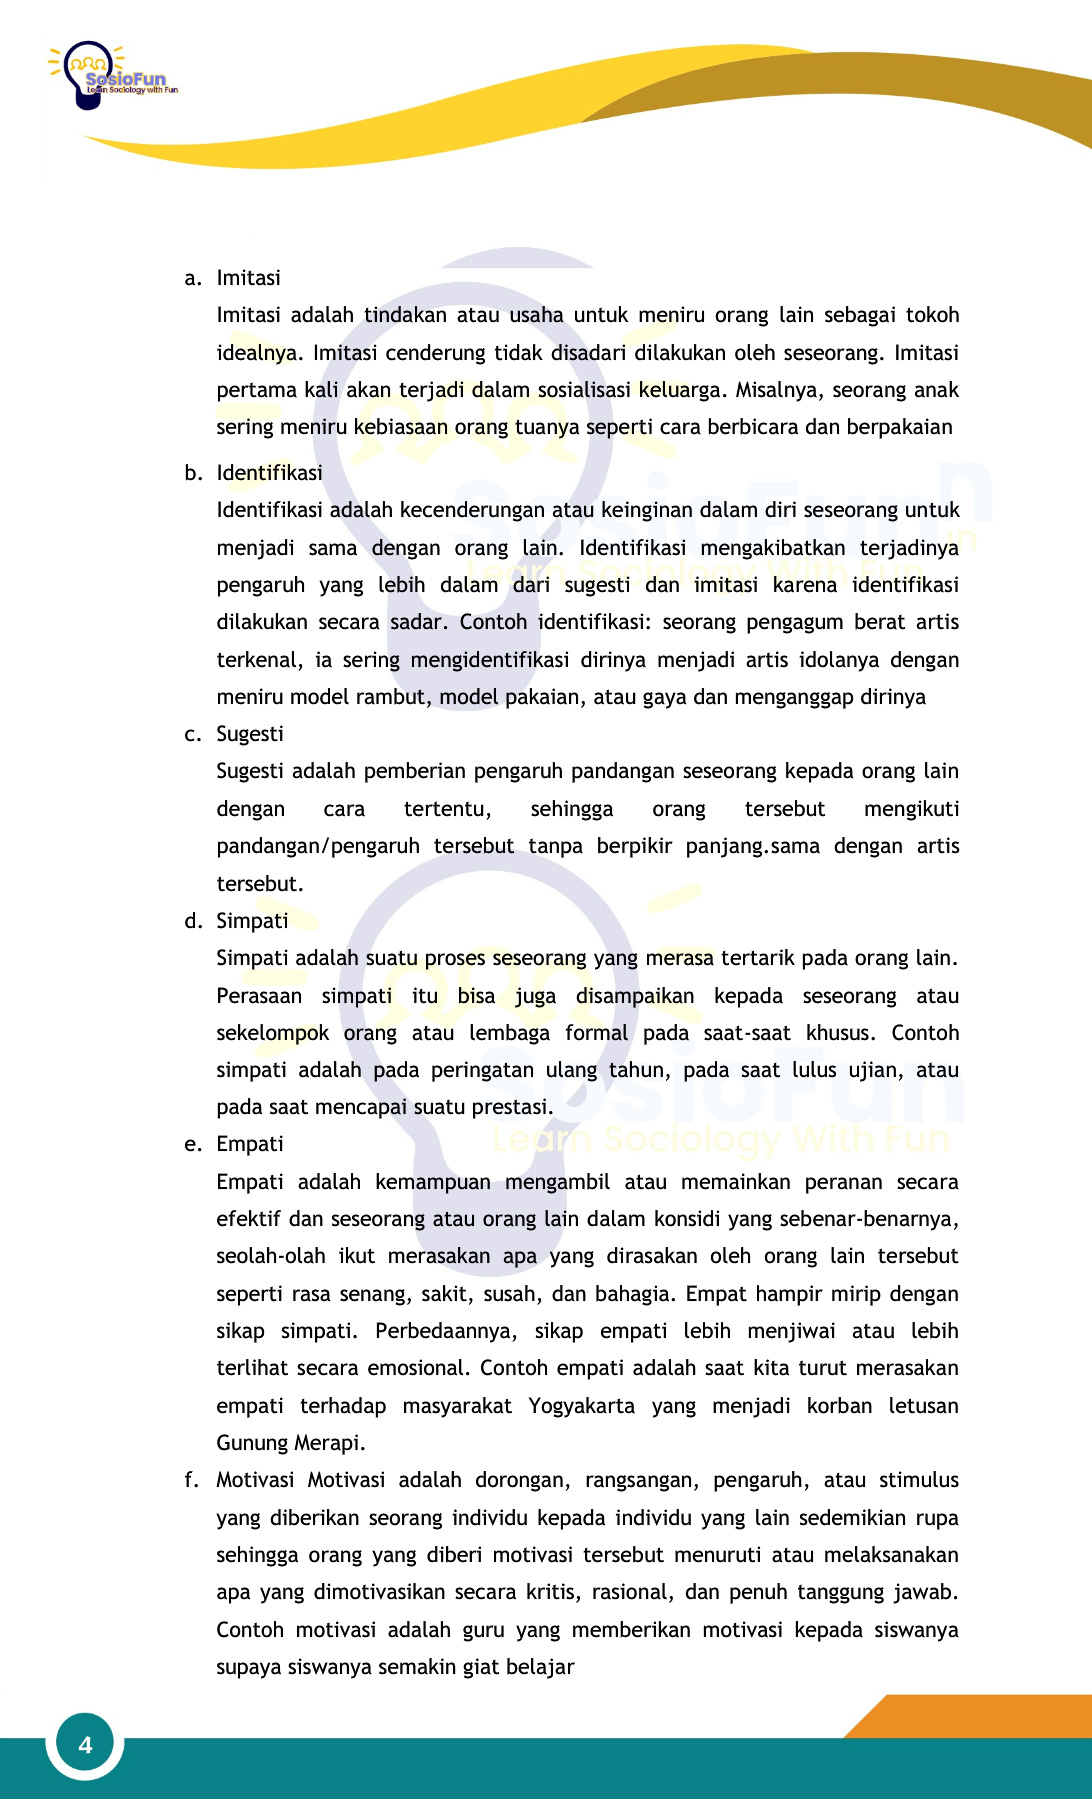 SosioFun
Learn Sociology with Fun
a. Imitasi
Imitasi adalah tindakan atau usaha untuk meniru orang lain sebagai tokoh
idealnya. Imitasi cenderung tidak disadari dilakukan oleh seseorang. Imitasi
pertama kali akan terjadi dalam sosialisasi keluarga. Misalnya, seorang anak
sering meniru kebiasaan orang tuanya seperti cara berbicara dan berpakaian
b. Identifikasi
Identifikasi adalah kecenderungan atau keinginan dalam diri seseorang untuk
menjadi sama dengan orang lain. Identifikasi mengakibatkan terjadinya
pengaruh yang lebih dalam dari sugesti dan imitasi karena identifikasi
dilakukan secara sadar. Contoh identifikasi: seorang pengagum berat artis
terkenal, ia sering mengidentifikasi dirinya menjadi artis idolanya dengan
meniru model rambut, model pakaian, atau gaya dan menganggap dirinya
c. Sugesti
Sugesti adalah pemberian pengaruh pandangan seseorang kepada orang lain
dengan cara tertentu, sehingga orang tersebut mengikuti
pandangan/pengaruh tersebut tanpa berpikir panjang.sama dengan artis
tersebut.
d. Simpati
Simpati adalah suatu proses seseorang yang merasa tertarik pada orang lain.
Perasaan simpati itu bisa juga disampaikan kepada seseorang atau
sekelompok orang atau lembaga formal pada saat-saat khusus. Contoh
simpati adalah pada peringatan ulang tahun, pada saat lulus ujian, atau
pada saat mencapai suatu prestasi.
e. Empati
Empati adalah kemampuan mengambil atau memainkan peranan secara
efektif dan seseorang atau orang lain dalam konsidi yang sebenar-benarnya,
seolah-olah ikut merasakan apa yang dirasakan oleh orang lain tersebut
seperti rasa senang, sakit, susah, dan bahagia. Empat hampir mirip dengan
sikap simpati. Perbedaannya, sikap empati lebih menjiwai atau lebih
terlihat secara emosional. Contoh empati adalah saat kita turut merasakan
empati terhadap masyarakat Yogyakarta yang menjadi korban letusan
Gunung Merapi.
f. Motivasi Motivasi adalah dorongan, rangsangan, pengaruh, atau stimulus
yang diberikan seorang individu kepada individu yang lain sedemikian rupa
sehingga orang yang diberi motivasi tersebut menuruti atau melaksanakan
apa yang dimotivasikan secara kritis, rasional, dan penuh tanggung jawab.
Contoh motivasi adalah guru yang memberikan motivasi kepada siswanya
supaya siswanya semakin giat belajar
SosioFun
Learn Sociology With Fun
SosioFun
Learn Sociology With Fun
4